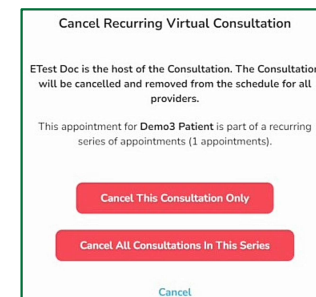 Cancel Recurring Virtual Consultation
ETest Doc is the host of the Consultation. The Consultation
will be cancelled and removed from the schedule for all
providers.
This appointment for Demo3 Patient is part of a recurring
series of appointments (1 appointments).
Cancel This Consultation Only
Cancel All Consultations In This Series
Cancel